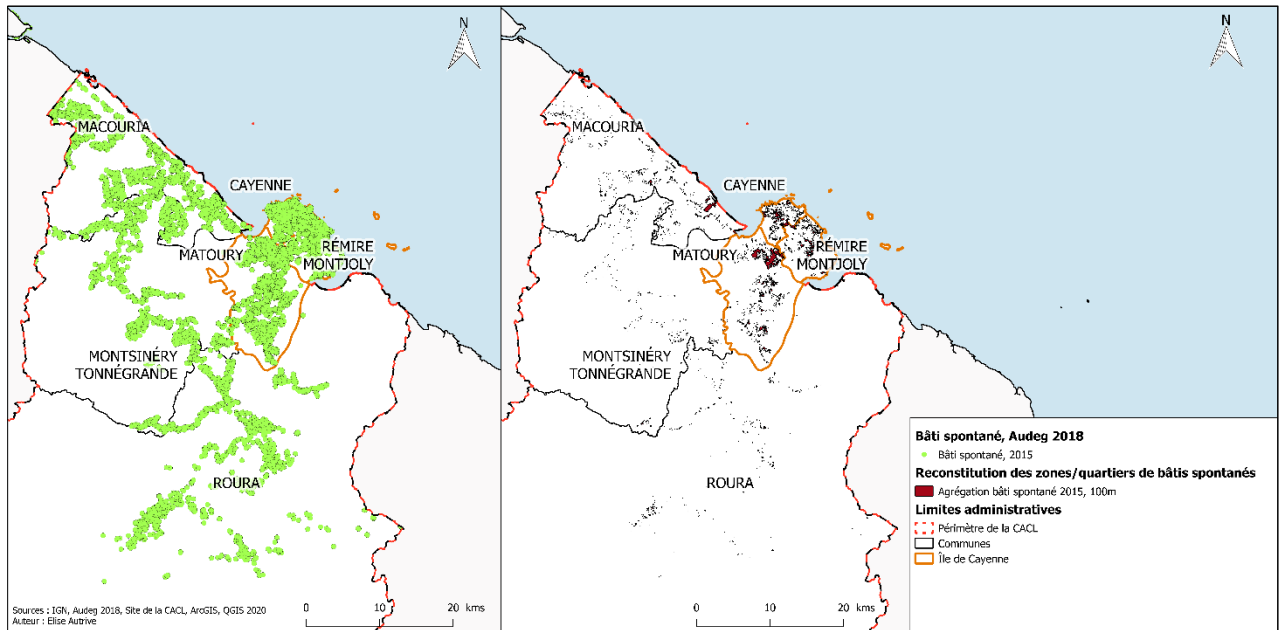 N
MACOURIA
CAYENNE
MATOURY
RÉMIRE
MONTJOLY
MONTSINÉRY
TONNÉGRANDE
ROURA
Sources : IGN, Audeg 2018, Site de la CACL, ArcGIS, QGIS 2020
Auteur : Elise Autrive
0 10 20 kms
N
MACOURIA
CAYENNE
MATOURY
RÉMIRE
MONTJOLY
MONTSINÉRY
TONNÉGRANDE
ROURA
0 10 20 kms
Bâti spontané, Audeg 2018
Bâti spontané, 2015
Reconstitution des zones/quartiers de bâtis spontanés
Agrégation bâti spontané 2015, 100m
Limites administratives
Périmètre de la CACL
Communes
Île de Cayenne